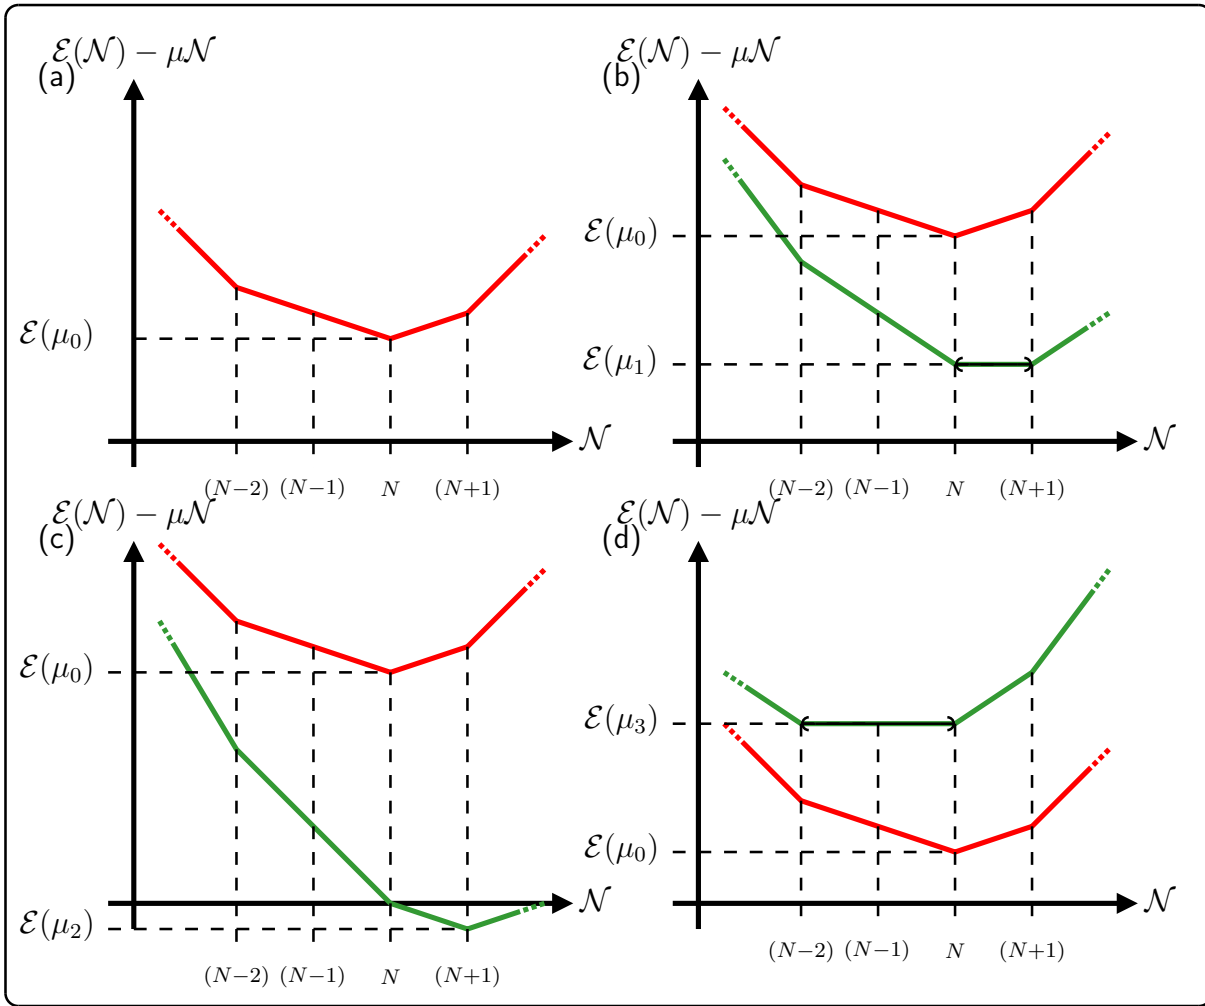 ℰ(𝒩) − μ𝒩
(a)
ℰ(μ₀)
𝒩
(N−2) (N−1) N (N+1)
ℰ(𝒩) − μ𝒩
(b)
ℰ(μ₀)
ℰ(μ₁)
𝒩
(N−2) (N−1) N (N+1)
ℰ(𝒩) − μ𝒩
(c)
ℰ(μ₀)
𝒩
ℰ(μ₂)
(N−2) (N−1) N (N+1)
ℰ(𝒩) − μ𝒩
(d)
ℰ(μ₃)
ℰ(μ₀)
𝒩
(N−2) (N−1) N (N+1)